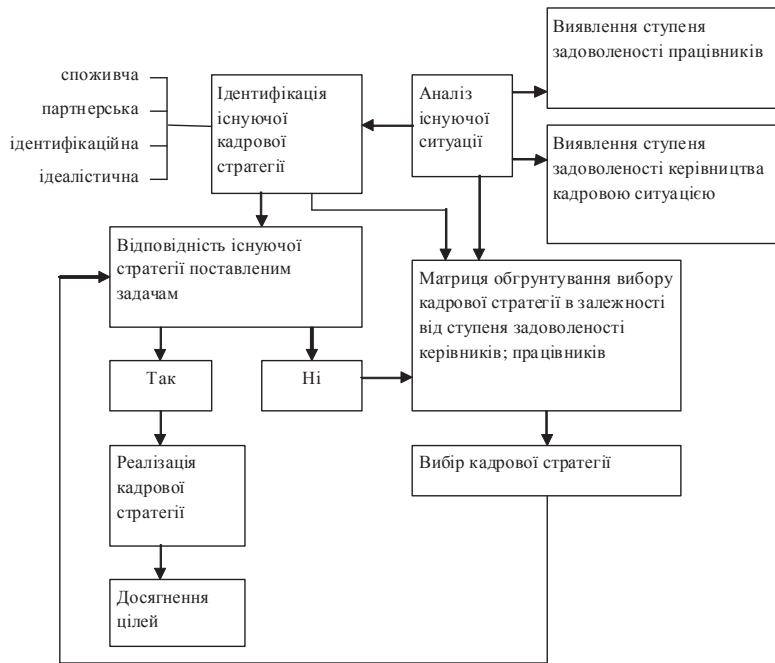 споживча
партнерська
ідентифікаційна
ідеалістична
Ідентифікація
існуючої
кадрової
стратегії
Аналіз
існуючої
ситуації
Виявлення ступеня
задоволеності працівників
Виявлення ступеня
задоволеності керівництва
кадровою ситуацією
Відповідність існуючої
стратегії поставленим
задачам
Матриця обгрунтування вибору
кадрової стратегії в залежності
від ступеня задоволеності
керівників; працівників
Так
Ні
Реалізація
кадрової
стратегії
Вибір кадрової стратегії
Досягнення
цілей